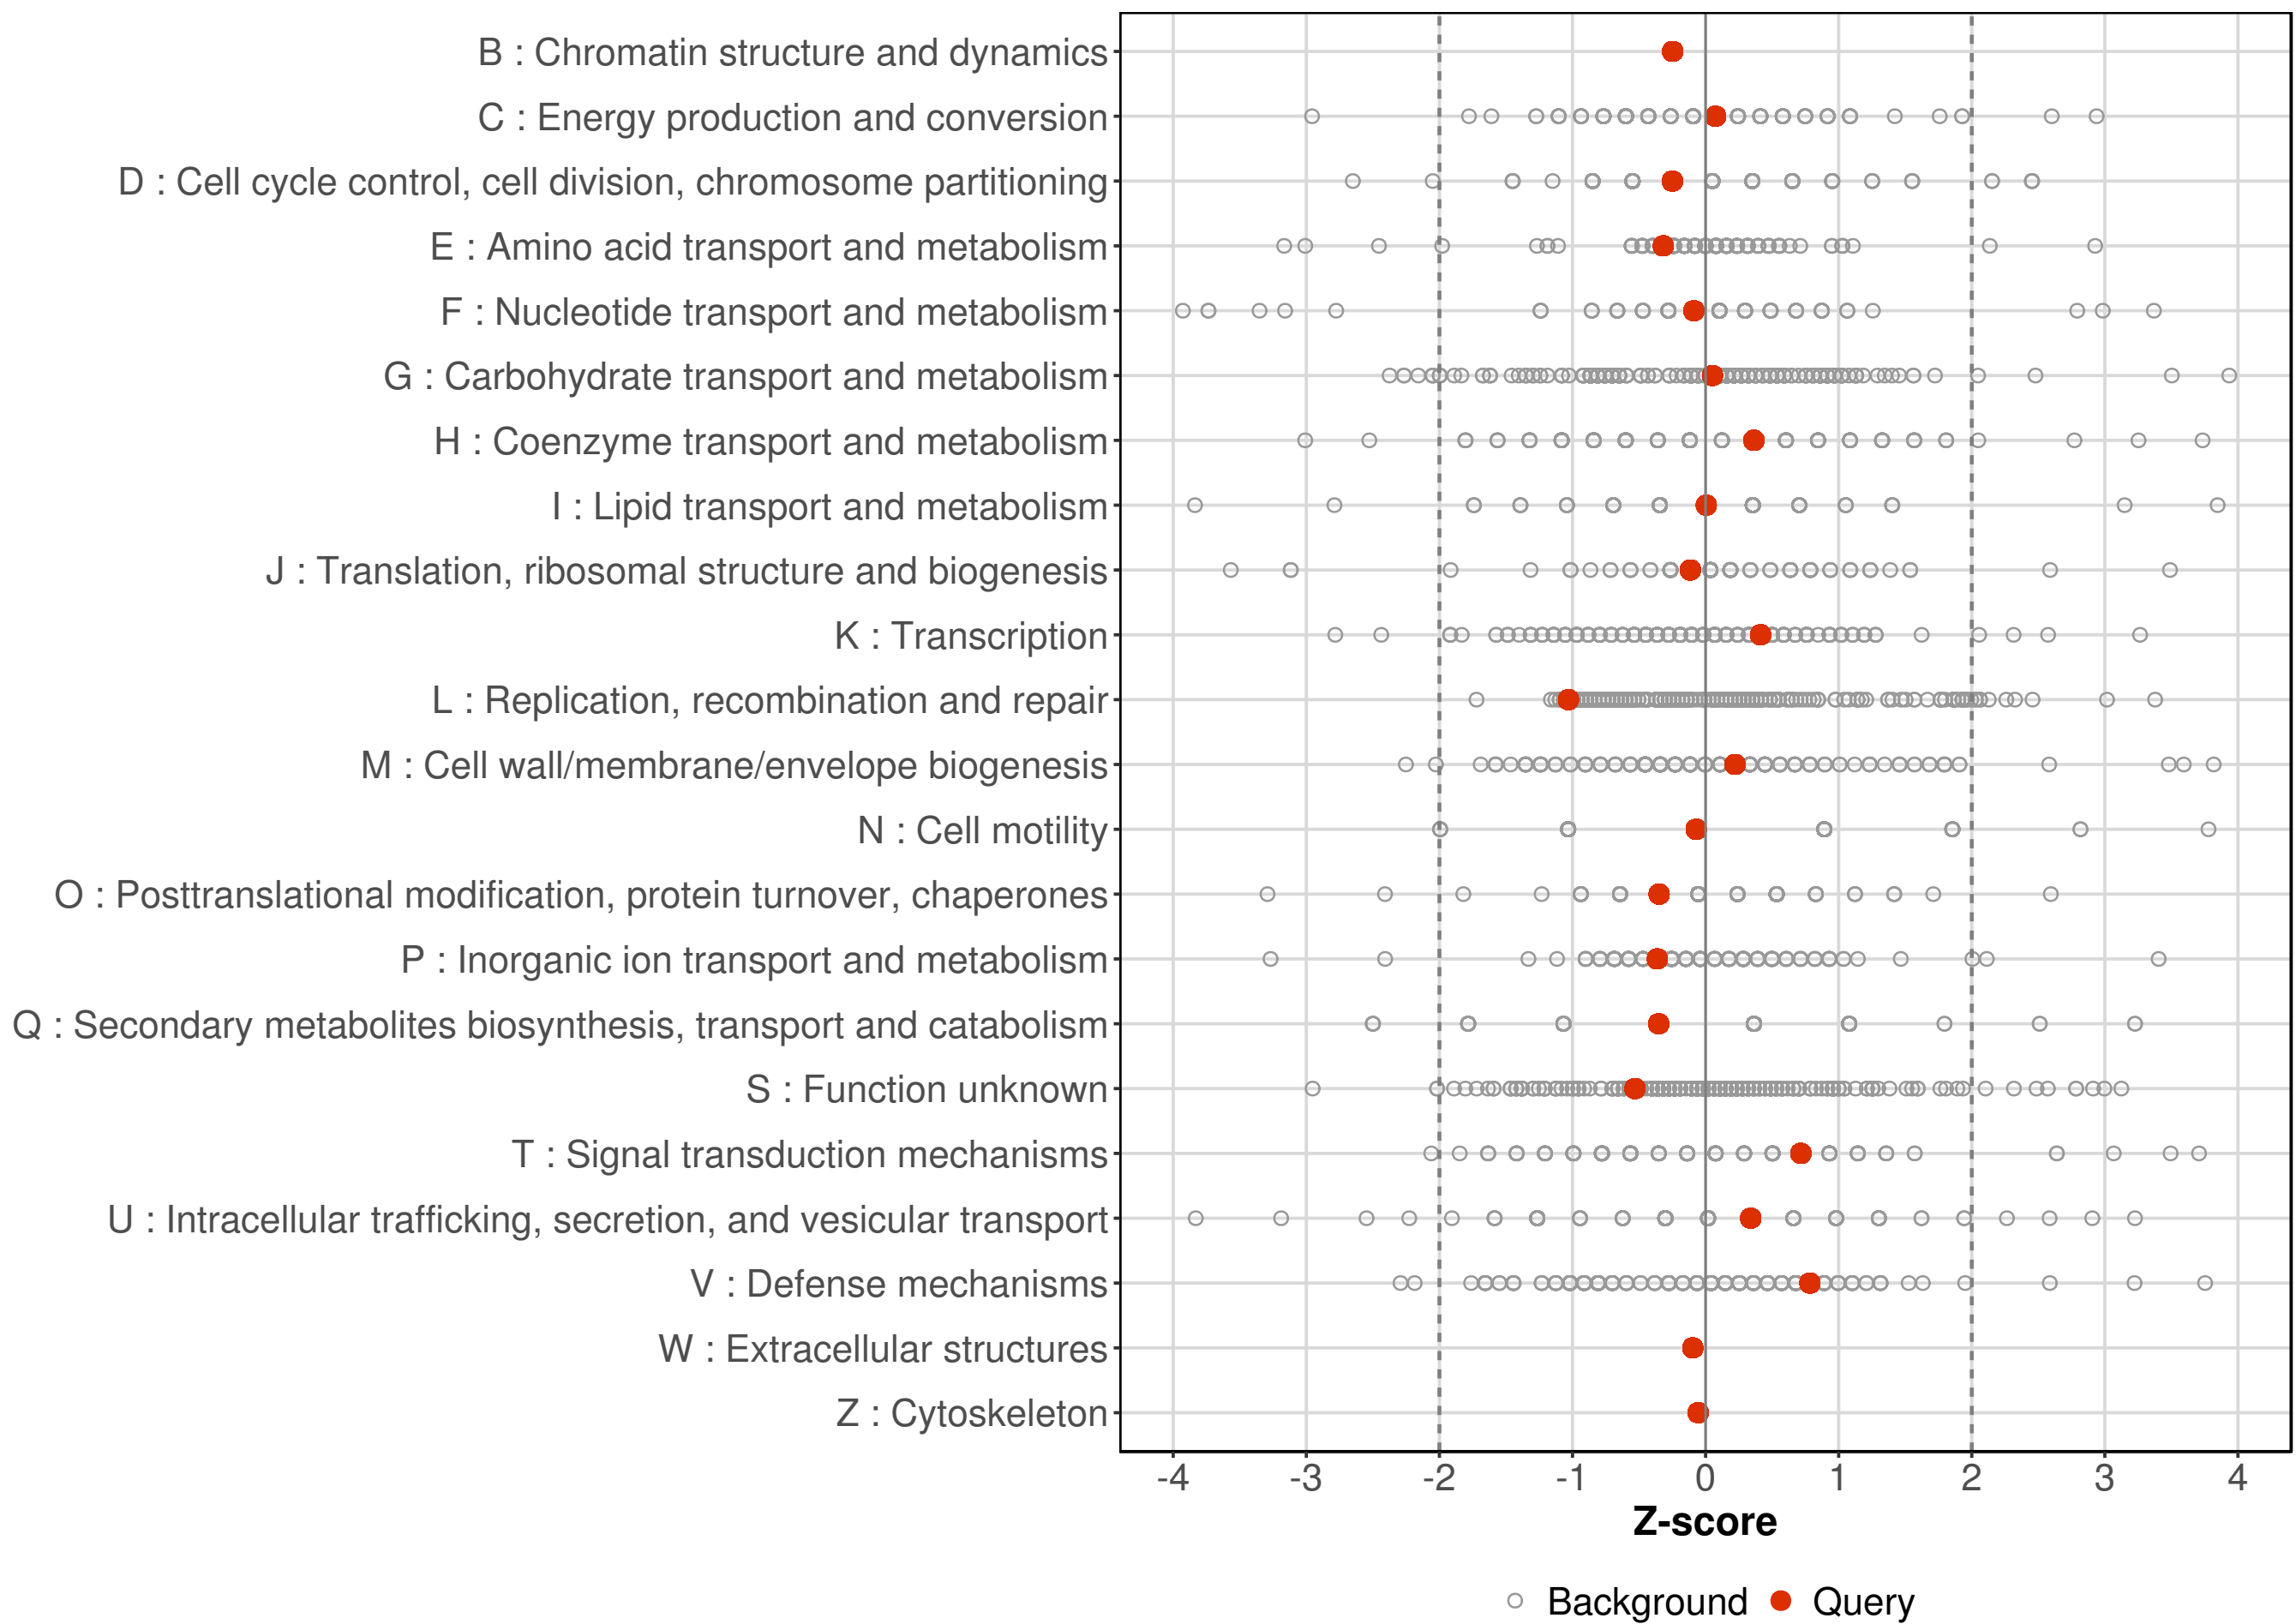 B : Chromatin structure and dynamics
C : Energy production and conversion
D : Cell cycle control, cell division, chromosome partitioning
E : Amino acid transport and metabolism
F : Nucleotide transport and metabolism
G : Carbohydrate transport and metabolism
H : Coenzyme transport and metabolism
I : Lipid transport and metabolism
J : Translation, ribosomal structure and biogenesis
K : Transcription
L : Replication, recombination and repair
M : Cell wall/membrane/envelope biogenesis
N : Cell motility
O : Posttranslational modification, protein turnover, chaperones
P : Inorganic ion transport and metabolism
Q : Secondary metabolites biosynthesis, transport and catabolism
S : Function unknown
T : Signal transduction mechanisms
U : Intracellular trafficking, secretion, and vesicular transport
V : Defense mechanisms
W : Extracellular structures
Z : Cytoskeleton
-4 -3 -2 -1 0 1 2 3 4
Z-score
Background Query